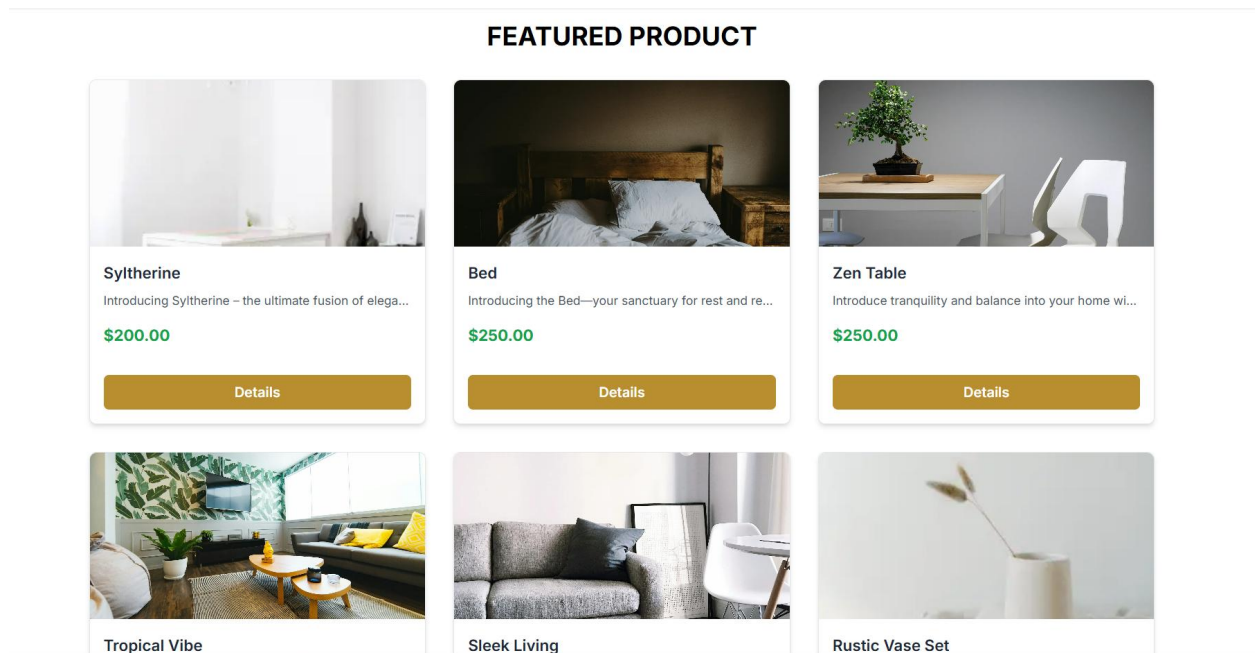 FEATURED PRODUCT
Syltherine
Introducing Syltherine – the ultimate fusion of elega...
$200.00
Details
Bed
Introducing the Bed—your sanctuary for rest and re...
$250.00
Details
Zen Table
Introduce tranquility and balance into your home wi...
$250.00
Details
Tropical Vibe
Sleek Living
Rustic Vase Set